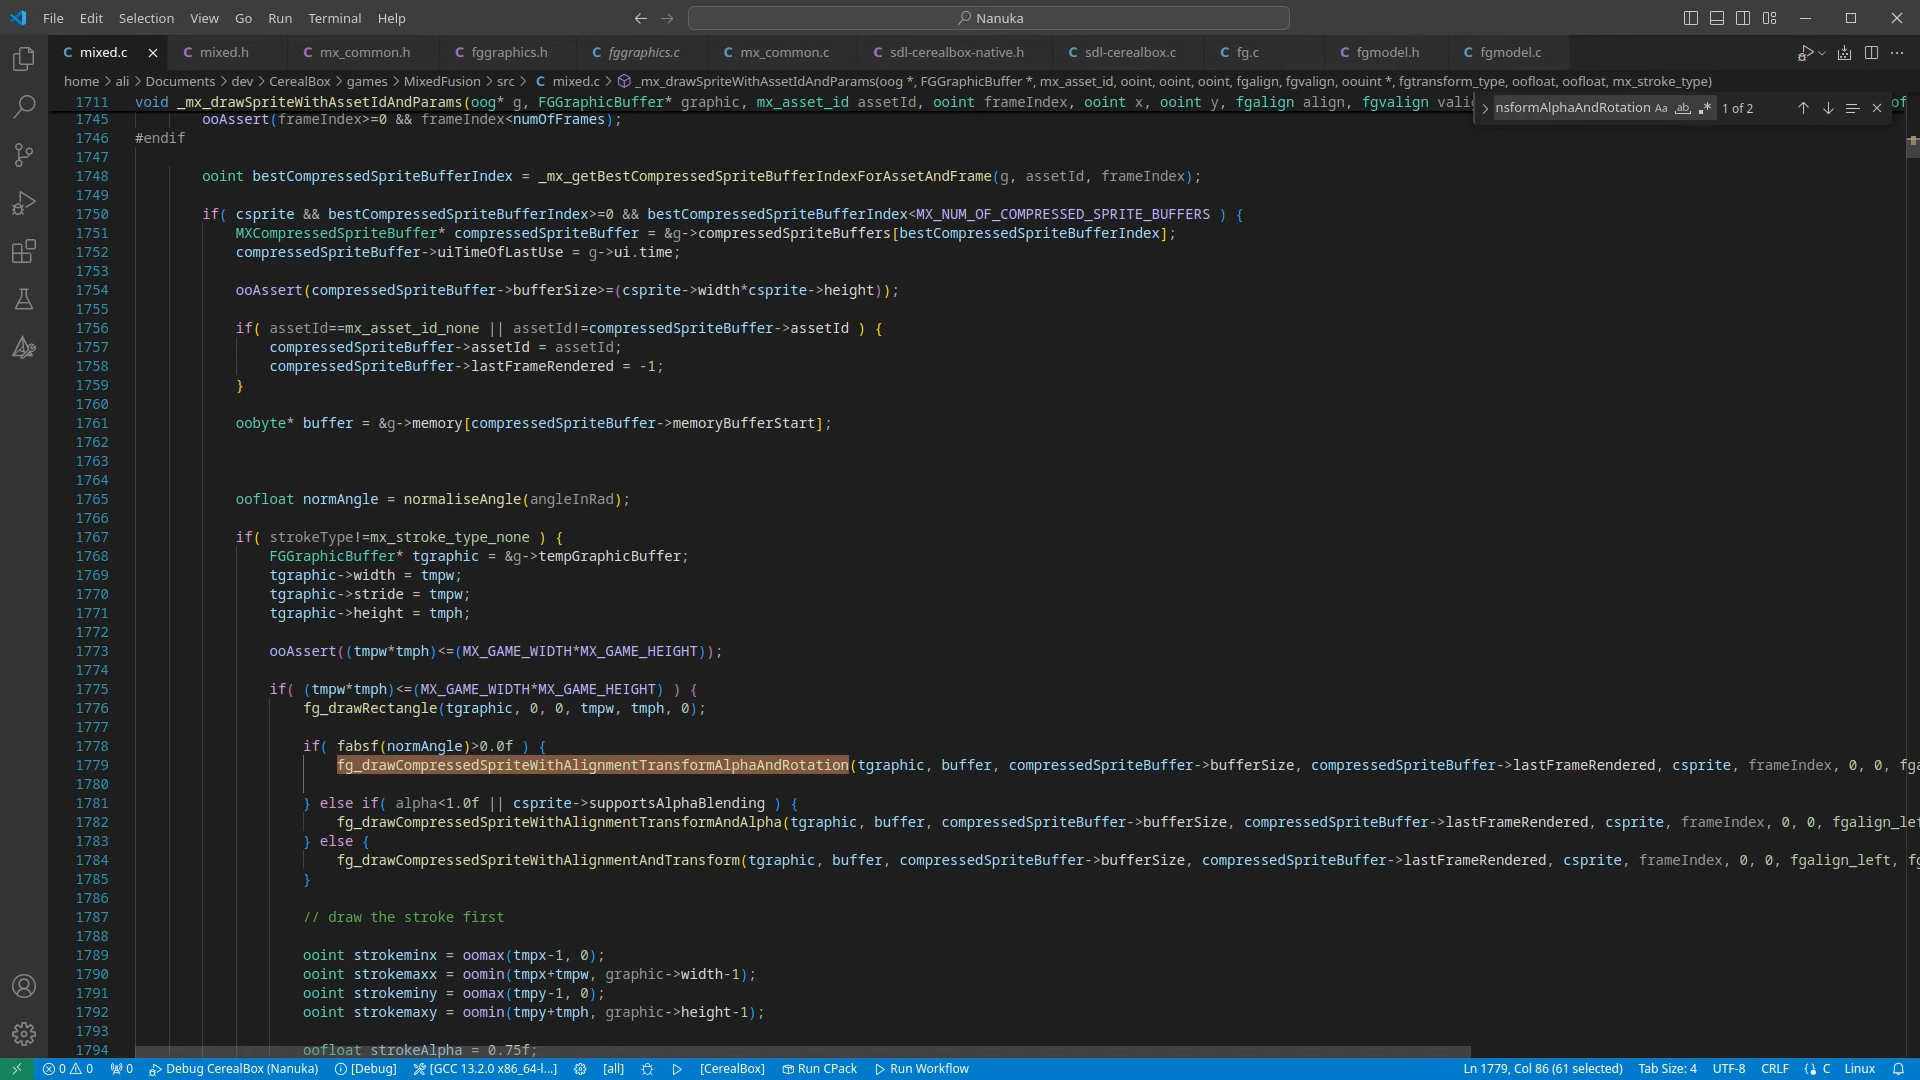 File Edit Selection View Go Run Terminal Help
Nanuka
mixed.c mixed.h mx_common.h fggraphics.h fggraphics.c mx_common.c sdl-cerealbox-native.h sdl-cerealbox.c fg.c fgmodel.h fgmodel.c
home > ali > Documents > dev > CerealBox > games > MixedFusion > src > C mixed.c > _mx_drawSpriteWithAssetIdAndParams(oog *, FGGraphicBuffer *, mx_asset_id, ooint, ooint, ooint, fgalign, fgvalign, oouint *, fgtransform_type, oofloat, oofloat, mx_stroke_type)
1711 void _mx_drawSpriteWithAssetIdAndParams(oog* g, FGGraphicBuffer* graphic, mx_asset_id assetId, ooint frameIndex, ooint x, ooint y, fgalign align, fgvalign
nsformAlphaAndRotation Aa ab .* 1 of 2
1745 ooAssert(frameIndex>=0 && frameIndex<numOfFrames);
1746 #endif
1747
1748 ooint bestCompressedSpriteBufferIndex = _mx_getBestCompressedSpriteBufferIndexForAssetAndFrame(g, assetId, frameIndex);
1749
1750 if( csprite && bestCompressedSpriteBufferIndex>=0 && bestCompressedSpriteBufferIndex<MX_NUM_OF_COMPRESSED_SPRITE_BUFFERS ) {
1751 MXCompressedSpriteBuffer* compressedSpriteBuffer = &g->compressedSpriteBuffers[bestCompressedSpriteBufferIndex];
1752 compressedSpriteBuffer->uiTimeOfLastUse = g->ui.time;
1753
1754 ooAssert(compressedSpriteBuffer->bufferSize>=(csprite->width*csprite->height));
1755
1756 if( assetId==mx_asset_id_none || assetId!=compressedSpriteBuffer->assetId ) {
1757 compressedSpriteBuffer->assetId = assetId;
1758 compressedSpriteBuffer->lastFrameRendered = -1;
1759 }
1760
1761 oobyte* buffer = &g->memory[compressedSpriteBuffer->memoryBufferStart];
1762
1763
1764
1765 oofloat normAngle = normaliseAngle(angleInRad);
1766
1767 if( strokeType!=mx_stroke_type_none ) {
1768 FGGraphicBuffer* tgraphic = &g->tempGraphicBuffer;
1769 tgraphic->width = tmpw;
1770 tgraphic->stride = tmpw;
1771 tgraphic->height = tmph;
1772
1773 ooAssert((tmpw*tmph)<=(MX_GAME_WIDTH*MX_GAME_HEIGHT));
1774
1775 if( (tmpw*tmph)<=(MX_GAME_WIDTH*MX_GAME_HEIGHT) ) {
1776 fg_drawRectangle(tgraphic, 0, 0, tmpw, tmph, 0);
1777
1778 if( fabsf(normAngle)>0.0f ) {
1779 fg_drawCompressedSpriteWithAlignmentTransformAlphaAndRotation(tgraphic, buffer, compressedSpriteBuffer->bufferSize, compressedSpriteBuffer->lastFrameRendered, csprite, frameIndex, 0, 0, fga
1780
1781 } else if( alpha<1.0f || csprite->supportsAlphaBlending ) {
1782 fg_drawCompressedSpriteWithAlignmentTransformAndAlpha(tgraphic, buffer, compressedSpriteBuffer->bufferSize, compressedSpriteBuffer->lastFrameRendered, csprite, frameIndex, 0, 0, fgalign_lef
1783 } else {
1784 fg_drawCompressedSpriteWithAlignmentAndTransform(tgraphic, buffer, compressedSpriteBuffer->bufferSize, compressedSpriteBuffer->lastFrameRendered, csprite, frameIndex, 0, 0, fgalign_left, fg
1785 }
1786
1787 // draw the stroke first
1788
1789 ooint strokeminx = oomax(tmpx-1, 0);
1790 ooint strokemaxx = oomin(tmpx+tmpw, graphic->width-1);
1791 ooint strokeminy = oomax(tmpy-1, 0);
1792 ooint strokemaxy = oomin(tmpy+tmph, graphic->height-1);
1793
1794 oofloat strokeAlpha = 0.75f;
0 0 0 Debug CerealBox (Nanuka) [Debug] [GCC 13.2.0 x86_64-l...] [all] [CerealBox] Run CPack Run Workflow Ln 1779, Col 86 (61 selected) Tab Size: 4 UTF-8 CRLF {} C Linux